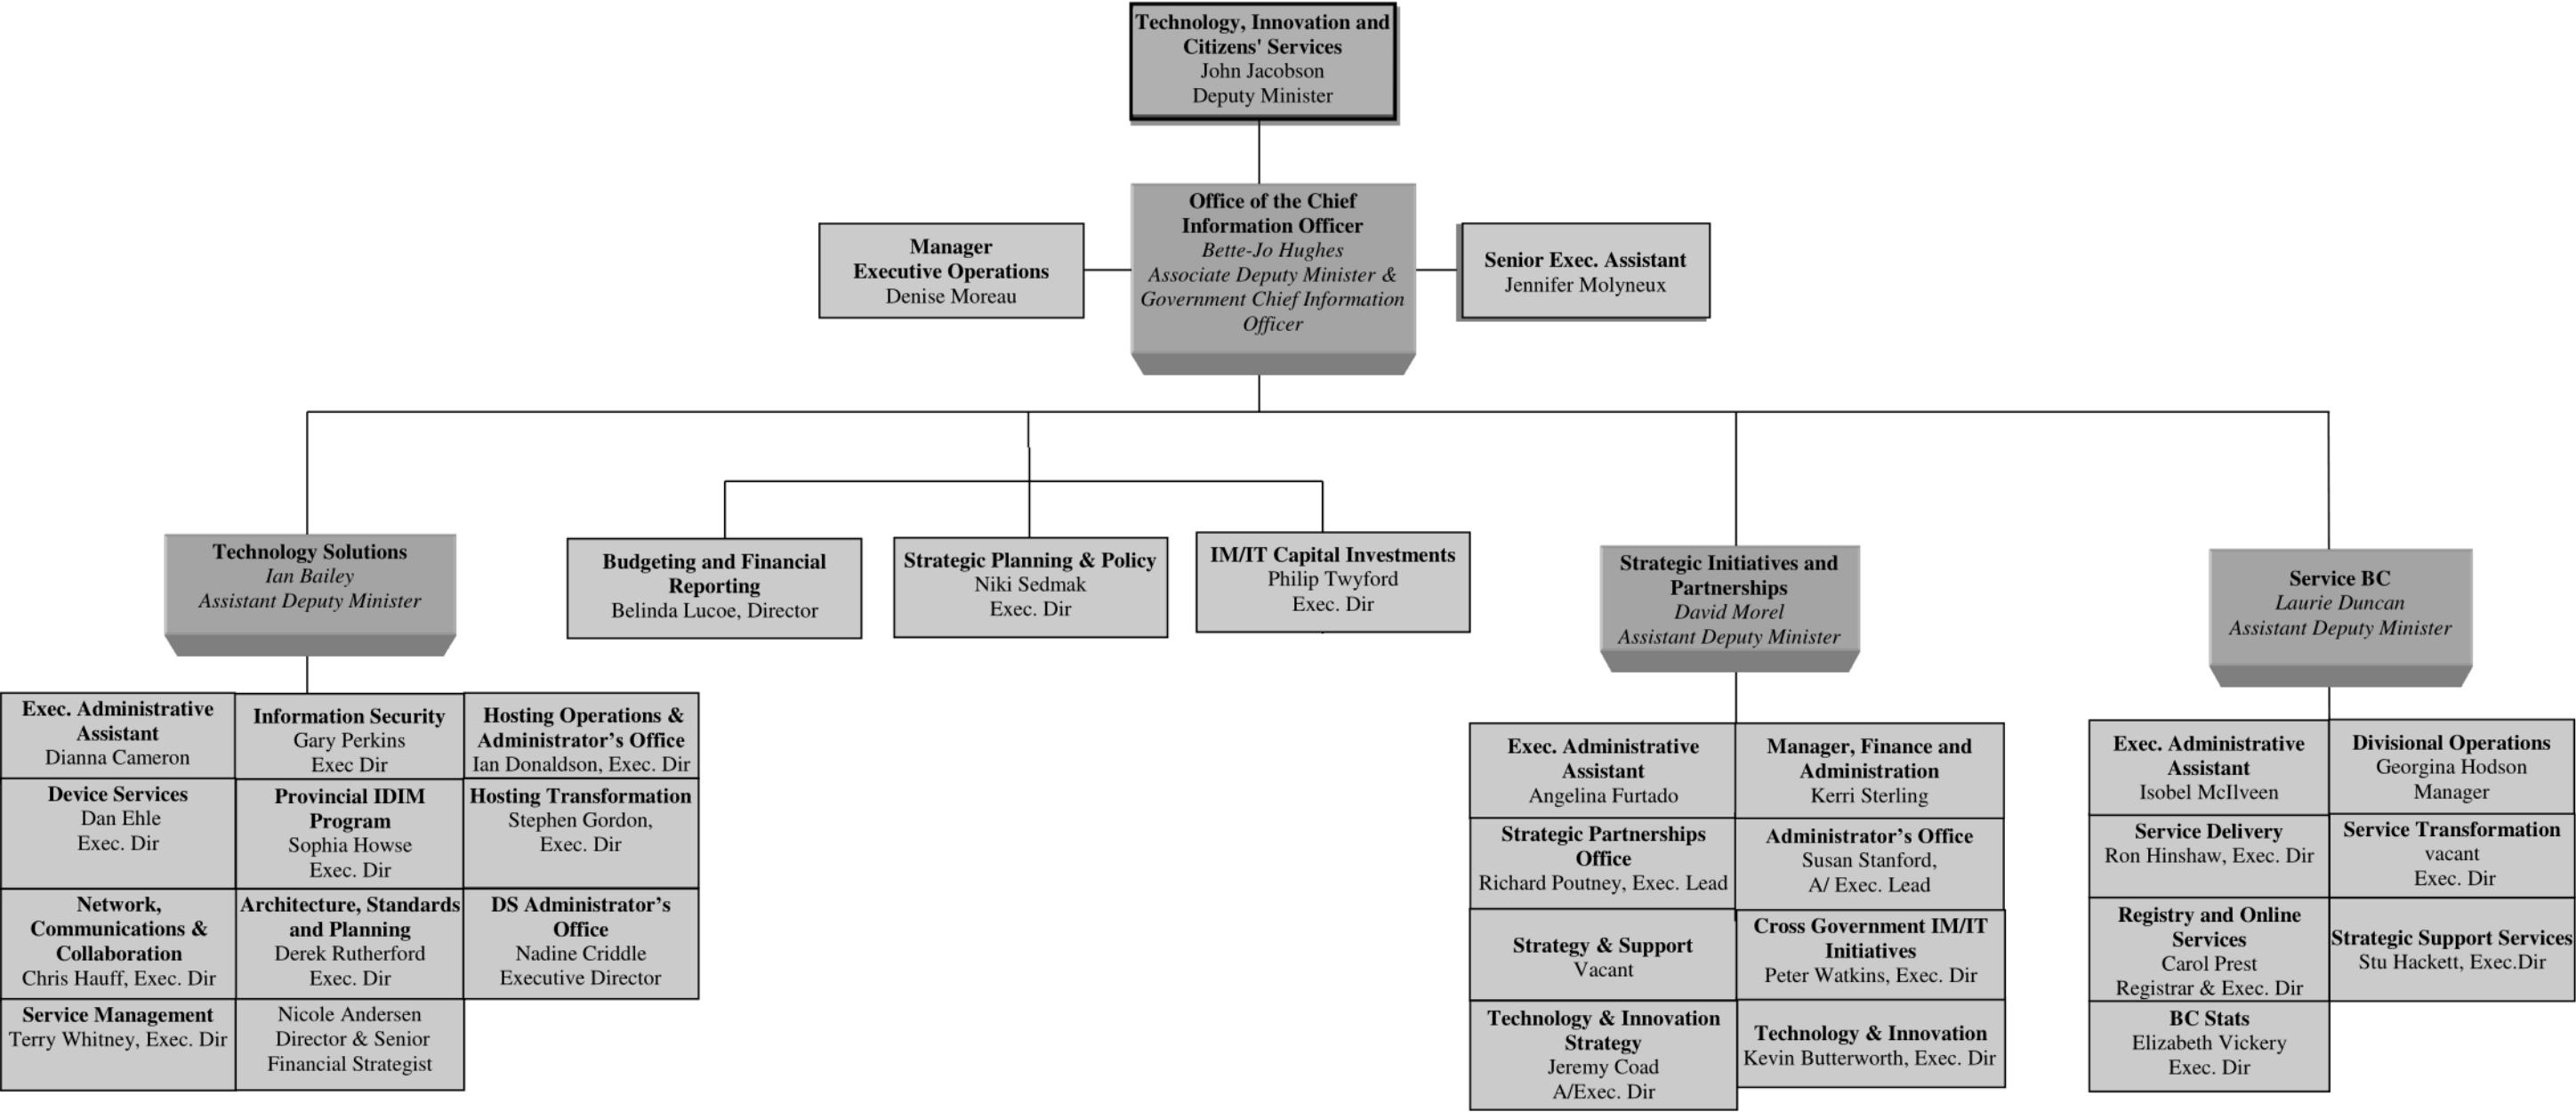 Technology, Innovation and
Citizens' Services
John Jacobson
Deputy Minister
Manager
Executive Operations
Denise Moreau
Office of the Chief
Information Officer
Bette-Jo Hughes
Associate Deputy Minister &
Government Chief Information
Officer
Senior Exec. Assistant
Jennifer Molyneux
Technology Solutions
Ian Bailey
Assistant Deputy Minister
Budgeting and Financial
Reporting
Belinda Lucoe, Director
Strategic Planning & Policy
Niki Sedmak
Exec. Dir
IM/IT Capital Investments
Philip Twyford
Exec. Dir
Strategic Initiatives and
Partnerships
David Morel
Assistant Deputy Minister
Service BC
Laurie Duncan
Assistant Deputy Minister
Exec. Administrative
Assistant
Dianna Cameron
Information Security
Gary Perkins
Exec Dir
Hosting Operations &
Administrator’s Office
Ian Donaldson, Exec. Dir
Device Services
Dan Ehle
Exec. Dir
Provincial IDIM
Program
Sophia Howse
Exec. Dir
Hosting Transformation
Stephen Gordon,
Exec. Dir
Network,
Communications &
Collaboration
Chris Hauff, Exec. Dir
Architecture, Standards
and Planning
Derek Rutherford
Exec. Dir
DS Administrator’s
Office
Nadine Criddle
Executive Director
Service Management
Terry Whitney, Exec. Dir
Nicole Andersen
Director & Senior
Financial Strategist
Exec. Administrative
Assistant
Angelina Furtado
Manager, Finance and
Administration
Kerri Sterling
Strategic Partnerships
Office
Richard Poutney, Exec. Lead
Administrator’s Office
Susan Stanford,
A/ Exec. Lead
Strategy & Support
Vacant
Cross Government IM/IT
Initiatives
Peter Watkins, Exec. Dir
Technology & Innovation
Strategy
Jeremy Coad
A/Exec. Dir
Technology & Innovation
Kevin Butterworth, Exec. Dir
Exec. Administrative
Assistant
Isobel McIlveen
Divisional Operations
Georgina Hodson
Manager
Service Delivery
Ron Hinshaw, Exec. Dir
Service Transformation
vacant
Exec. Dir
Registry and Online
Services
Carol Prest
Registrar & Exec. Dir
Strategic Support Services
Stu Hackett, Exec.Dir
BC Stats
Elizabeth Vickery
Exec. Dir